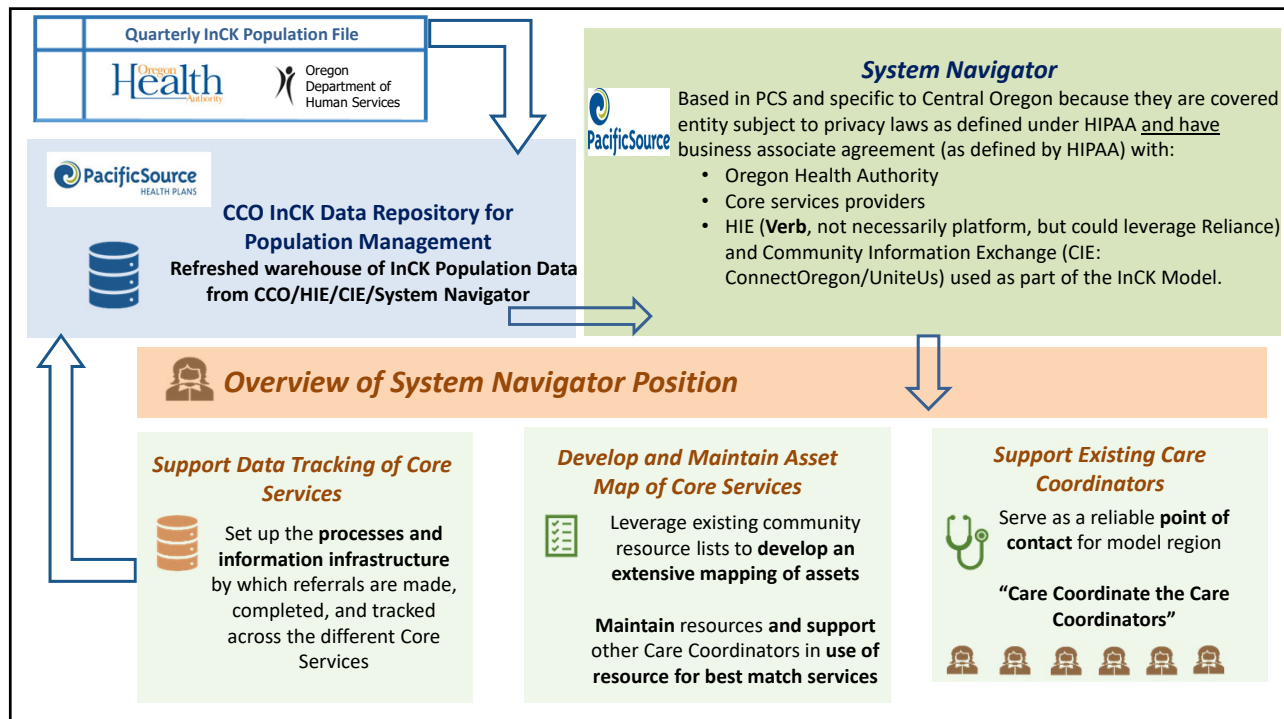 Quarterly InCK Population File
Oregon
Health
Authority
Oregon
Department of
Human Services
PacificSource
HEALTH PLANS
CCO InCK Data Repository for
Population Management
Refreshed warehouse of InCK Population Data
from CCO/HIE/CIE/System Navigator
System Navigator
PacificSource
Based in PCS and specific to Central Oregon because they are covered
entity subject to privacy laws as defined under HIPAA and have
business associate agreement (as defined by HIPAA) with:
• Oregon Health Authority
• Core services providers
• HIE (Verb, not necessarily platform, but could leverage Reliance)
and Community Information Exchange (CIE:
ConnectOregon/UniteUs) used as part of the InCK Model.
Overview of System Navigator Position
Support Data Tracking of Core
Services
Set up the processes and
information infrastructure
by which referrals are made,
completed, and tracked
across the different Core
Services
Develop and Maintain Asset
Map of Core Services
Leverage existing community
resource lists to develop an
extensive mapping of assets
Maintain resources and support
other Care Coordinators in use of
resource for best match services
Support Existing Care
Coordinators
Serve as a reliable point of
contact for model region
“Care Coordinate the Care
Coordinators”